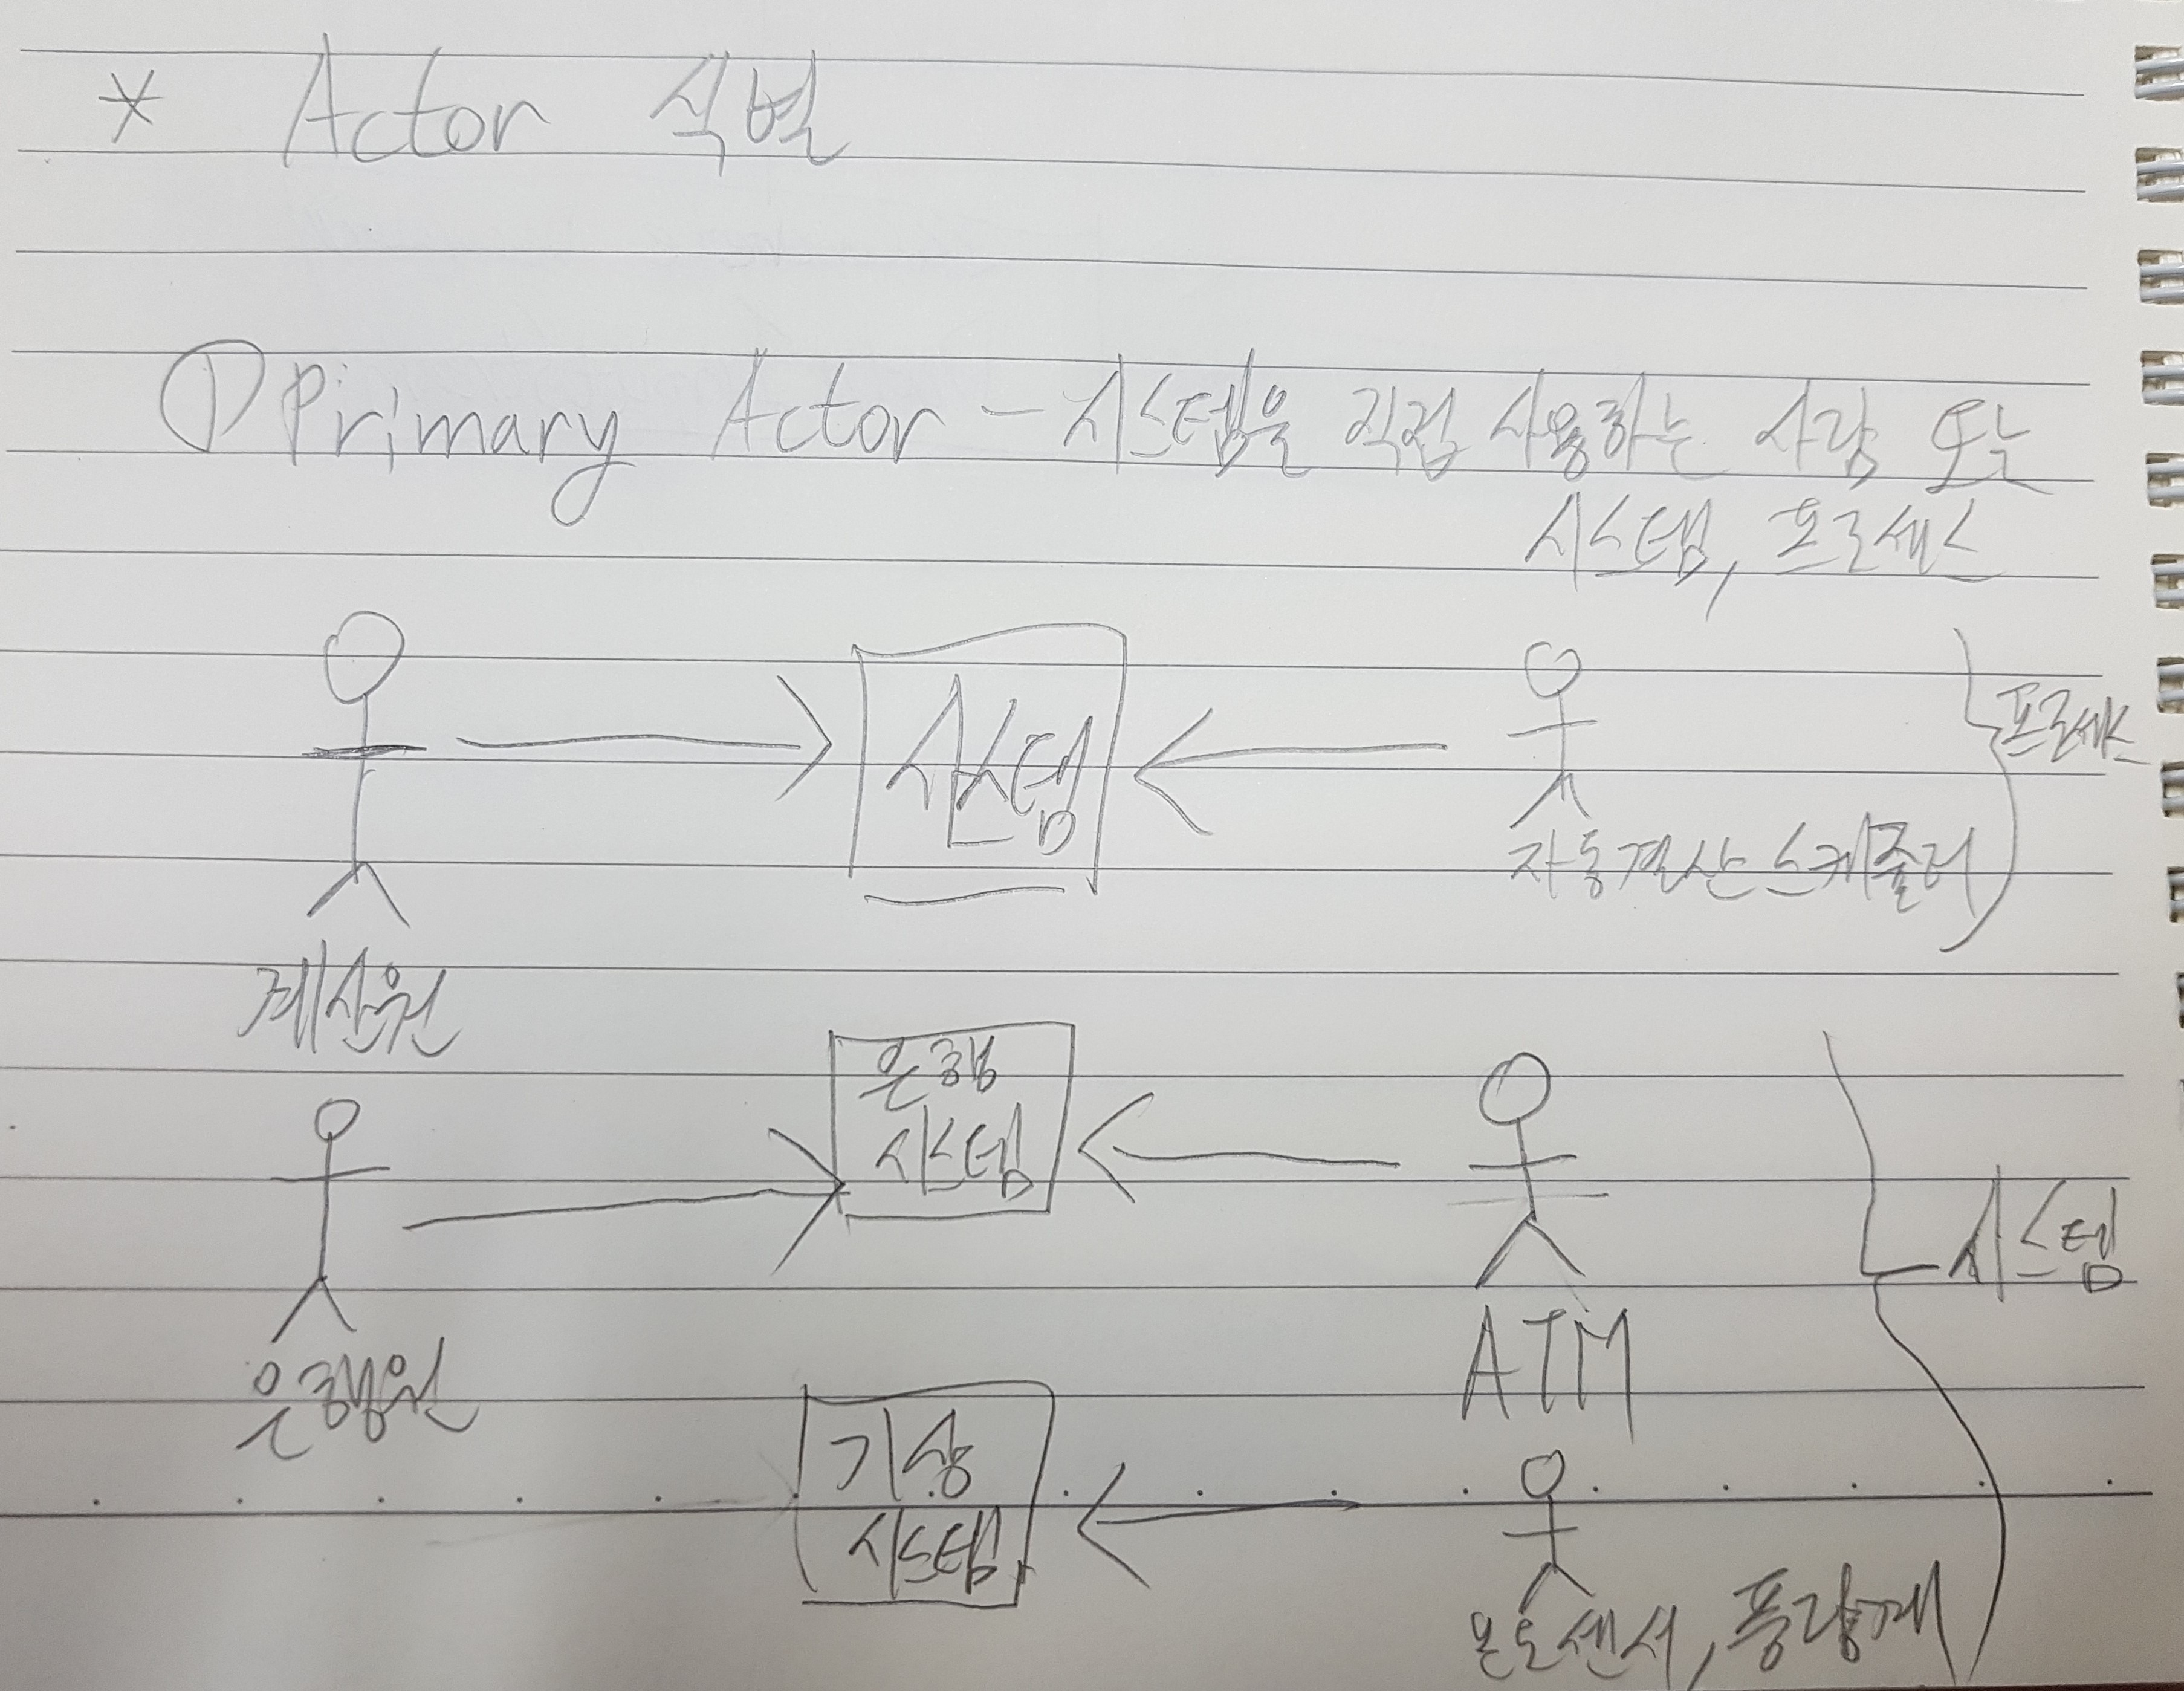 * Actor 식별
① Primary Actor - 시스템을 직접 사용하는 사람 또는
시스템, 프로세스
시스템
프로세스
자동결산스케줄러
계산원
은행
시스템
시스템
ATM
은행원
기상
시스템
온도센서, 풍량계